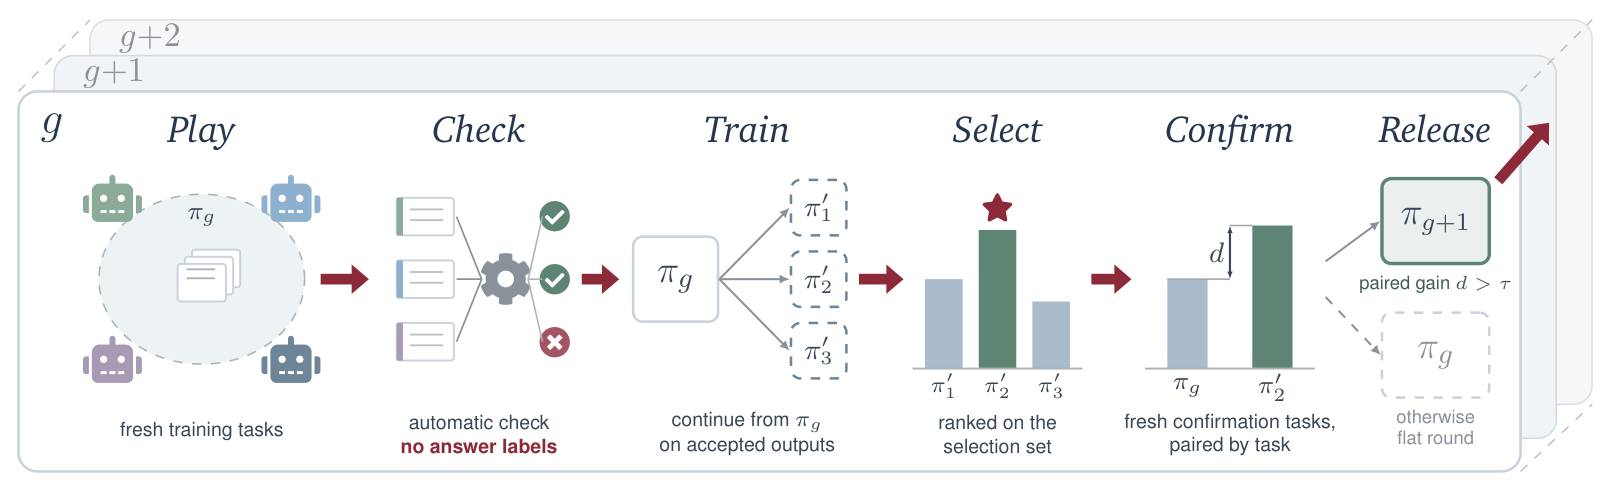 g+2
g+1
g
Play
Check
Train
Select
Confirm
Release
π_g
fresh training tasks
automatic check
no answer labels
π_g
π′_1
π′_2
π′_3
continue from π_g
on accepted outputs
π′_1 π′_2 π′_3
ranked on the
selection set
d
π_g π′_2
fresh confirmation tasks,
paired by task
π_{g+1}
paired gain d > τ
π_g
otherwise
flat round